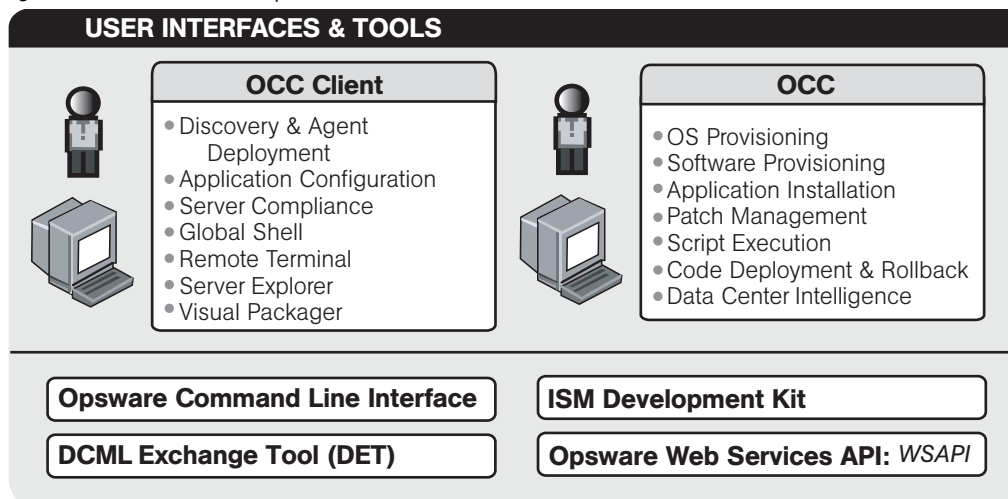 USER INTERFACES & TOOLS
OCC Client
• Discovery & Agent
Deployment
• Application Configuration
• Server Compliance
• Global Shell
• Remote Terminal
• Server Explorer
• Visual Packager
OCC
• OS Provisioning
• Software Provisioning
• Application Installation
• Patch Management
• Script Execution
• Code Deployment & Rollback
• Data Center Intelligence
Opsware Command Line Interface
DCML Exchange Tool (DET)
ISM Development Kit
Opsware Web Services API: WSAPI